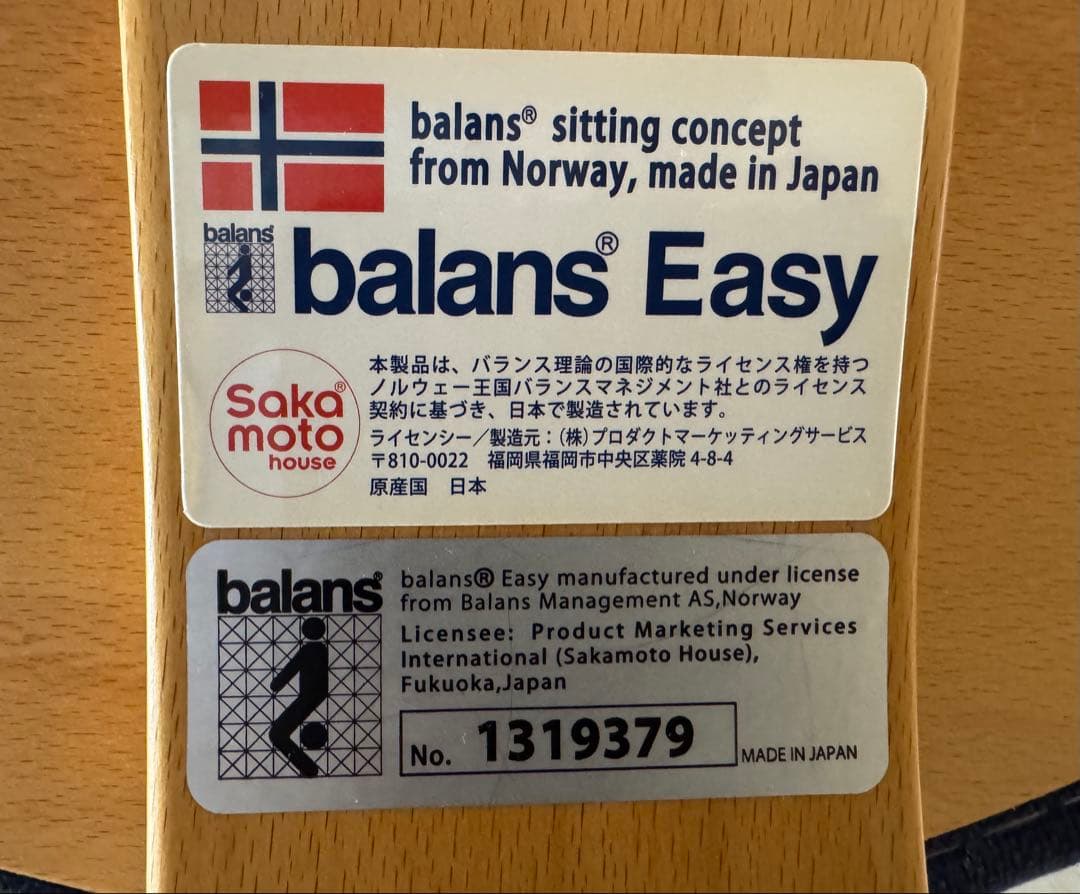 balans® sitting concept
from Norway, made in Japan
balans®
balans® Easy
Saka®
moto
house
本製品は、バランス理論の国際的なライセンス権を持つ
ノルウェー王国バランスマネジメント社とのライセンス
契約に基づき、日本で製造されています。
ライセンシー／製造元：(株)プロダクトマーケッティングサービス
〒810-0022 福岡県福岡市中央区薬院 4-8-4
原産国 日本
balans®
balans® Easy manufactured under license
from Balans Management AS,Norway
Licensee: Product Marketing Services
International (Sakamoto House),
Fukuoka,Japan
No. 1319379
MADE IN JAPAN